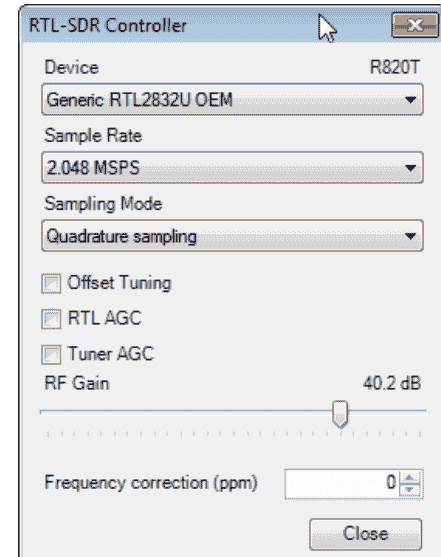 RTL-SDR Controller
Device R820T
Generic RTL2832U OEM
Sample Rate
2.048 MSPS
Sampling Mode
Quadrature sampling
Offset Tuning
RTL AGC
Tuner AGC
RF Gain 40.2 dB
Frequency correction (ppm) 0
Close